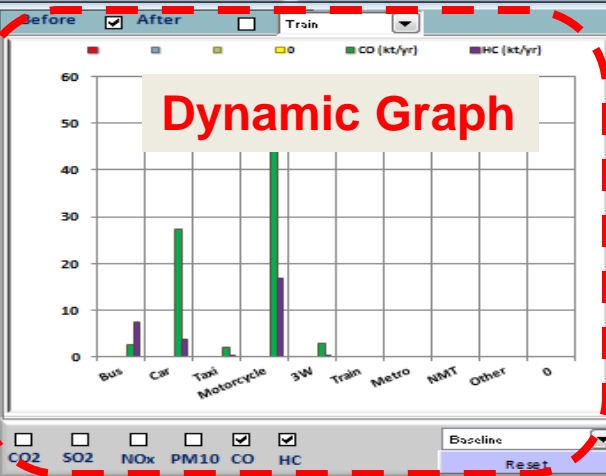 Before After Train
0 CO (kt/yr) HC (kt/yr)
Dynamic Graph
60
50
40
30
20
10
0
Bus Car Taxi Motorcycle 3W Train Metro NMT Other 0
CO2 SO2 NOx PM10 CO HC
Baseline
Reset